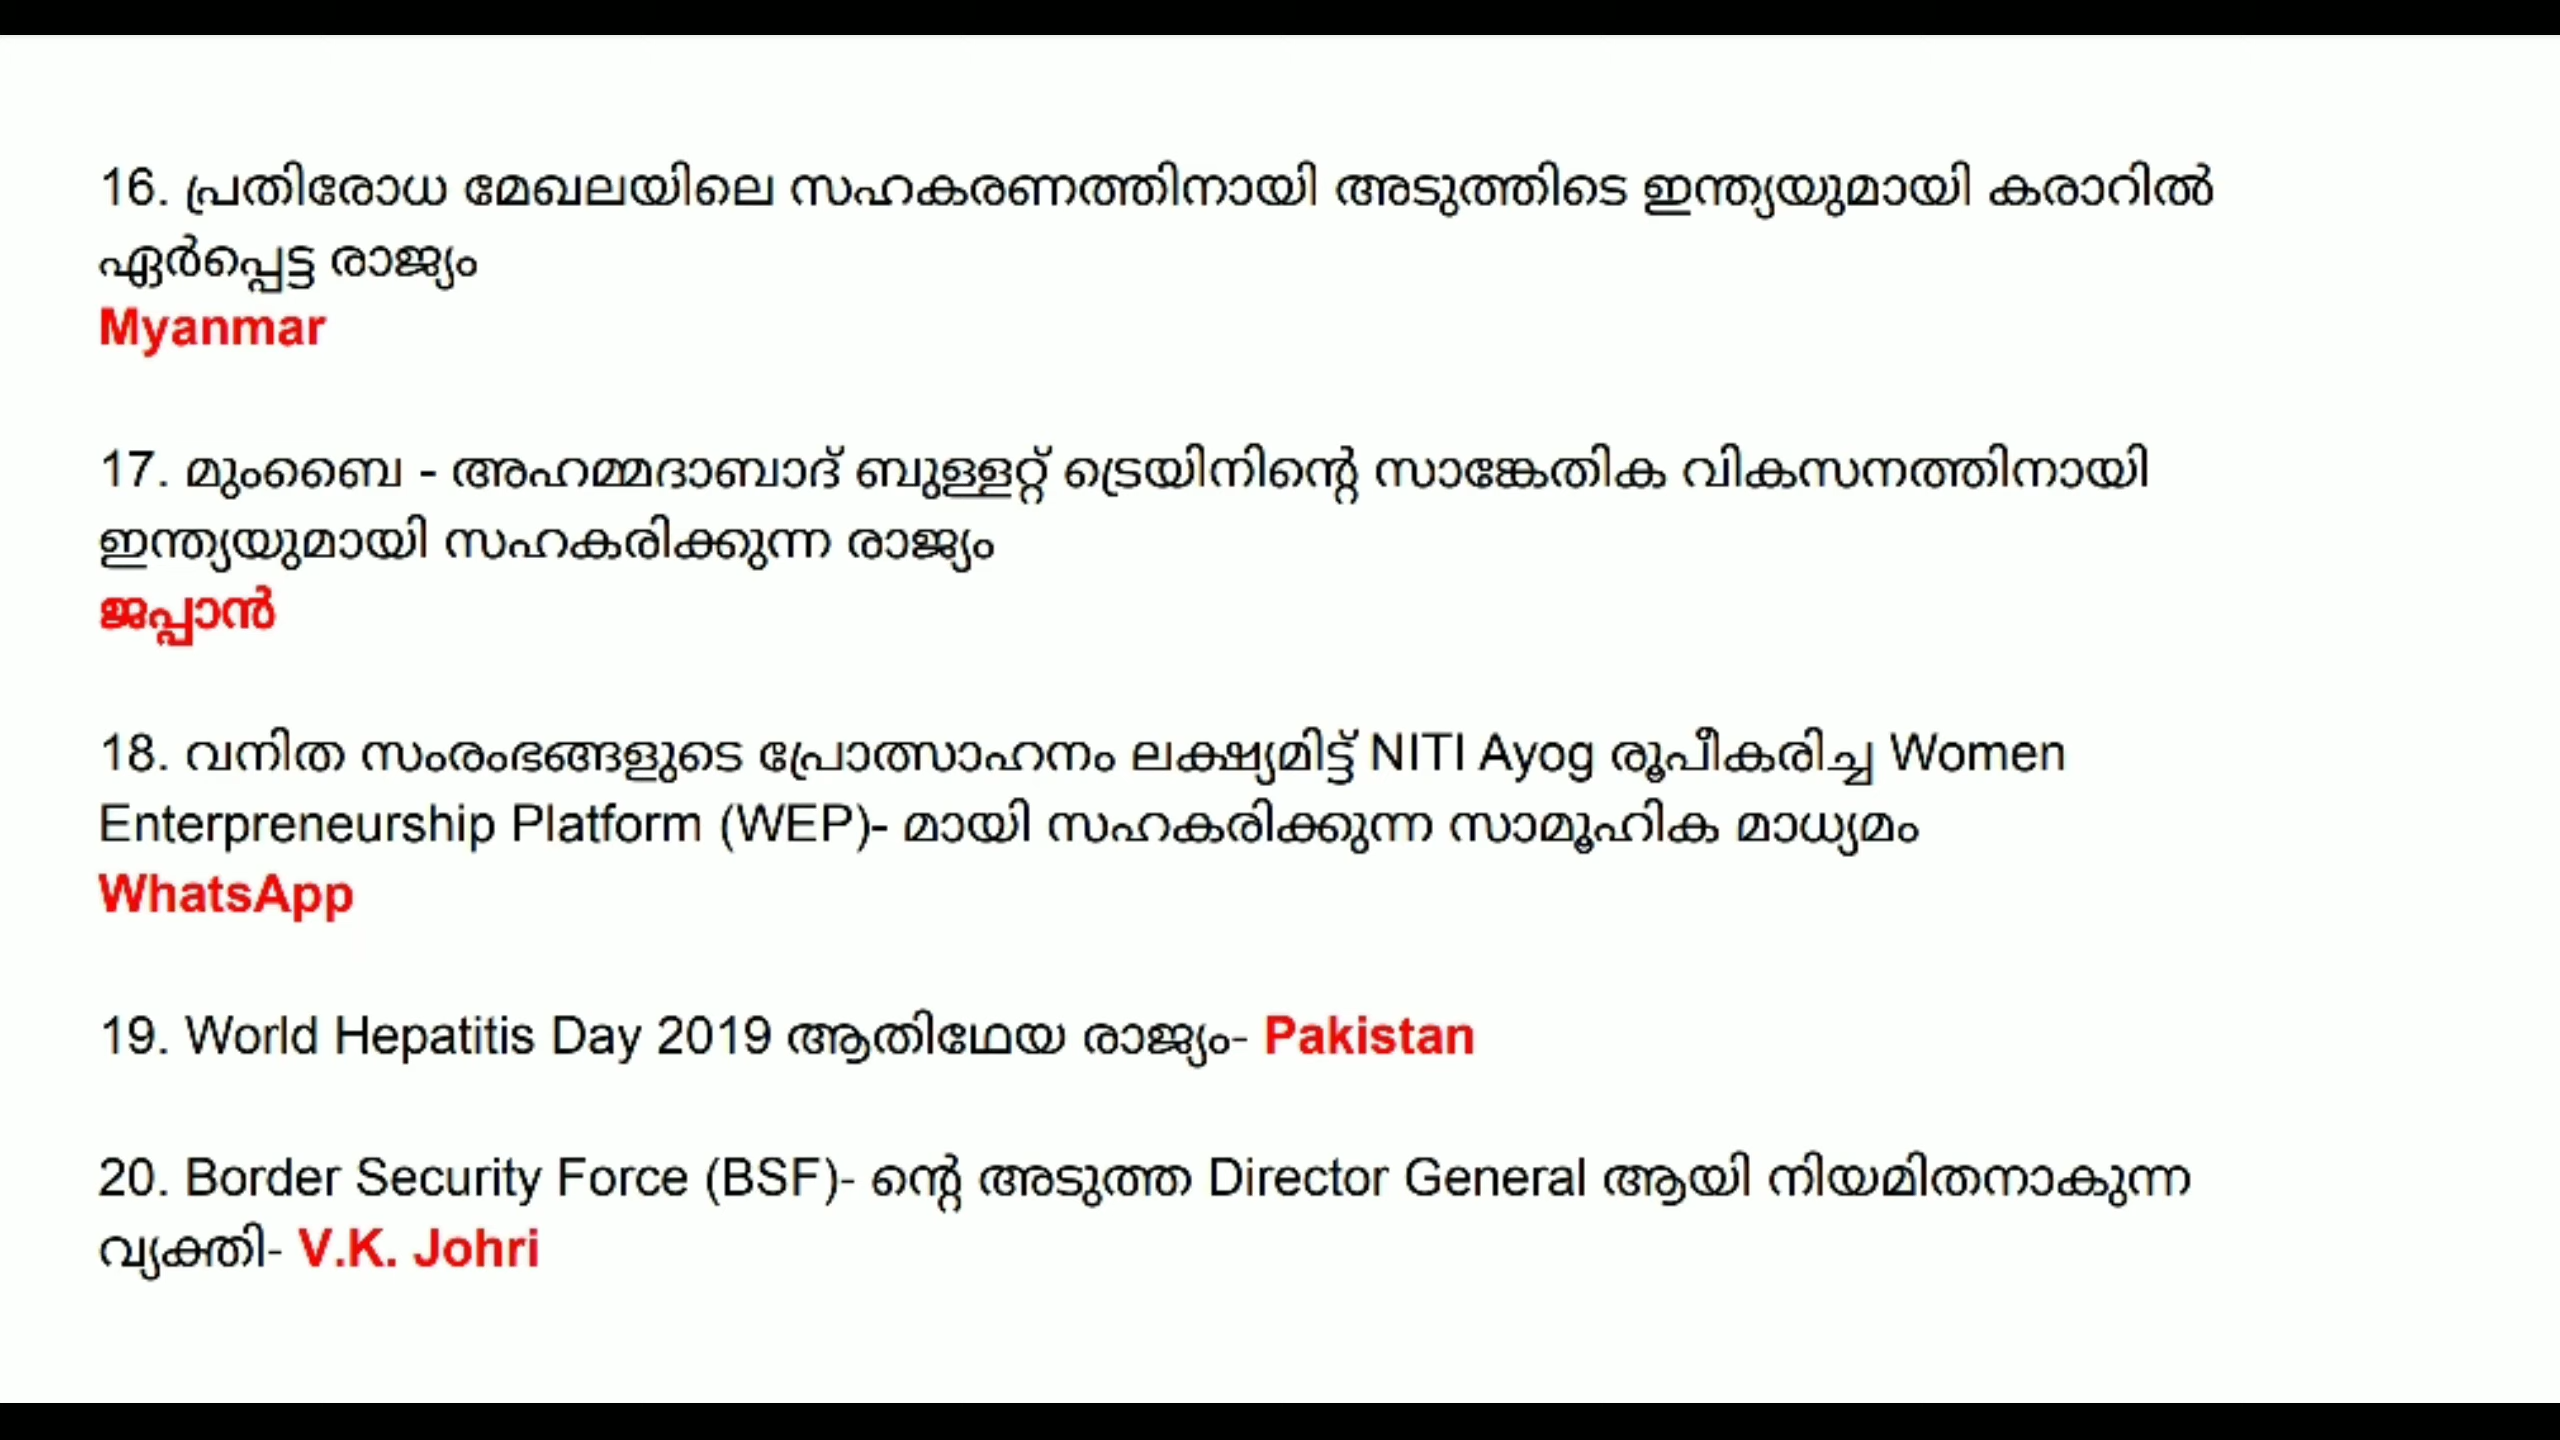 16. പ്രതിരോധ മേഖലയിലെ സഹകരണത്തിനായി അടുത്തിടെ ഇന്ത്യയുമായി കരാറിൽ
ഏർപ്പെട്ട രാജ്യം
Myanmar
17. മുംബൈ - അഹമ്മദാബാദ് ബുള്ളറ്റ് ട്രെയിനിന്റെ സാങ്കേതിക വികസനത്തിനായി
ഇന്ത്യയുമായി സഹകരിക്കുന്ന രാജ്യം
ജപ്പാൻ
18. വനിത സംരംഭങ്ങളുടെ പ്രോത്സാഹനം ലക്ഷ്യമിട്ട് NITI Ayog രൂപീകരിച്ച Women
Enterpreneurship Platform (WEP)- മായി സഹകരിക്കുന്ന സാമൂഹിക മാധ്യമം
WhatsApp
19. World Hepatitis Day 2019 ആതിഥേയ രാജ്യം- Pakistan
20. Border Security Force (BSF)- ന്റെ അടുത്ത Director General ആയി നിയമിതനാകുന്ന
വ്യക്തി- V.K. Johri